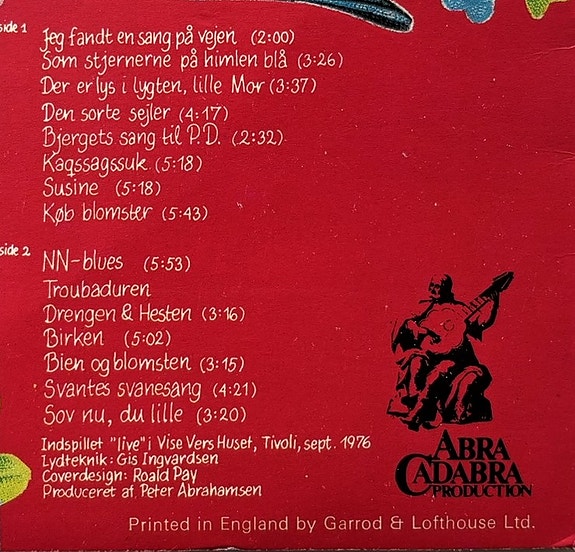 side 1
Jeg fandt en sang på vejen (2:00)
Som stjernerne på himlen blå (3:26)
Der er lys i lygten, lille Mor (3:37)
Den sorte sejler (4:17)
Bjergets sang til P.D. (2:32)
Kaqssagssuk (5:18)
Susine (5:18)
Køb blomster (5:43)
side 2
NN-blues (5:53)
Troubaduren
Drengen & Hesten (3:16)
Birken (5:02)
Bien og blomsten (3:15)
Svantes svanesang (4:21)
Sov nu, du lille (3:20)
Indspillet "live" i Vise Vers Huset, Tivoli, sept. 1976
Lydteknik: Gis Ingvardsen
Coverdesign: Roald Pay
Produceret af Peter Abrahamsen
ABRA
CADABRA
PRODUCTION
Printed in England by Garrod & Lofthouse Ltd.